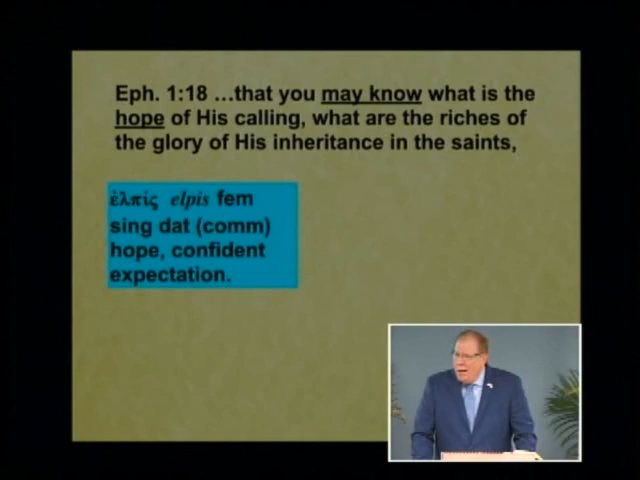 Eph. 1:18 …that you may know what is the
hope of His calling, what are the riches of
the glory of His inheritance in the saints,
ἐλπίς elpis fem
sing dat (comm)
hope, confident
expectation.